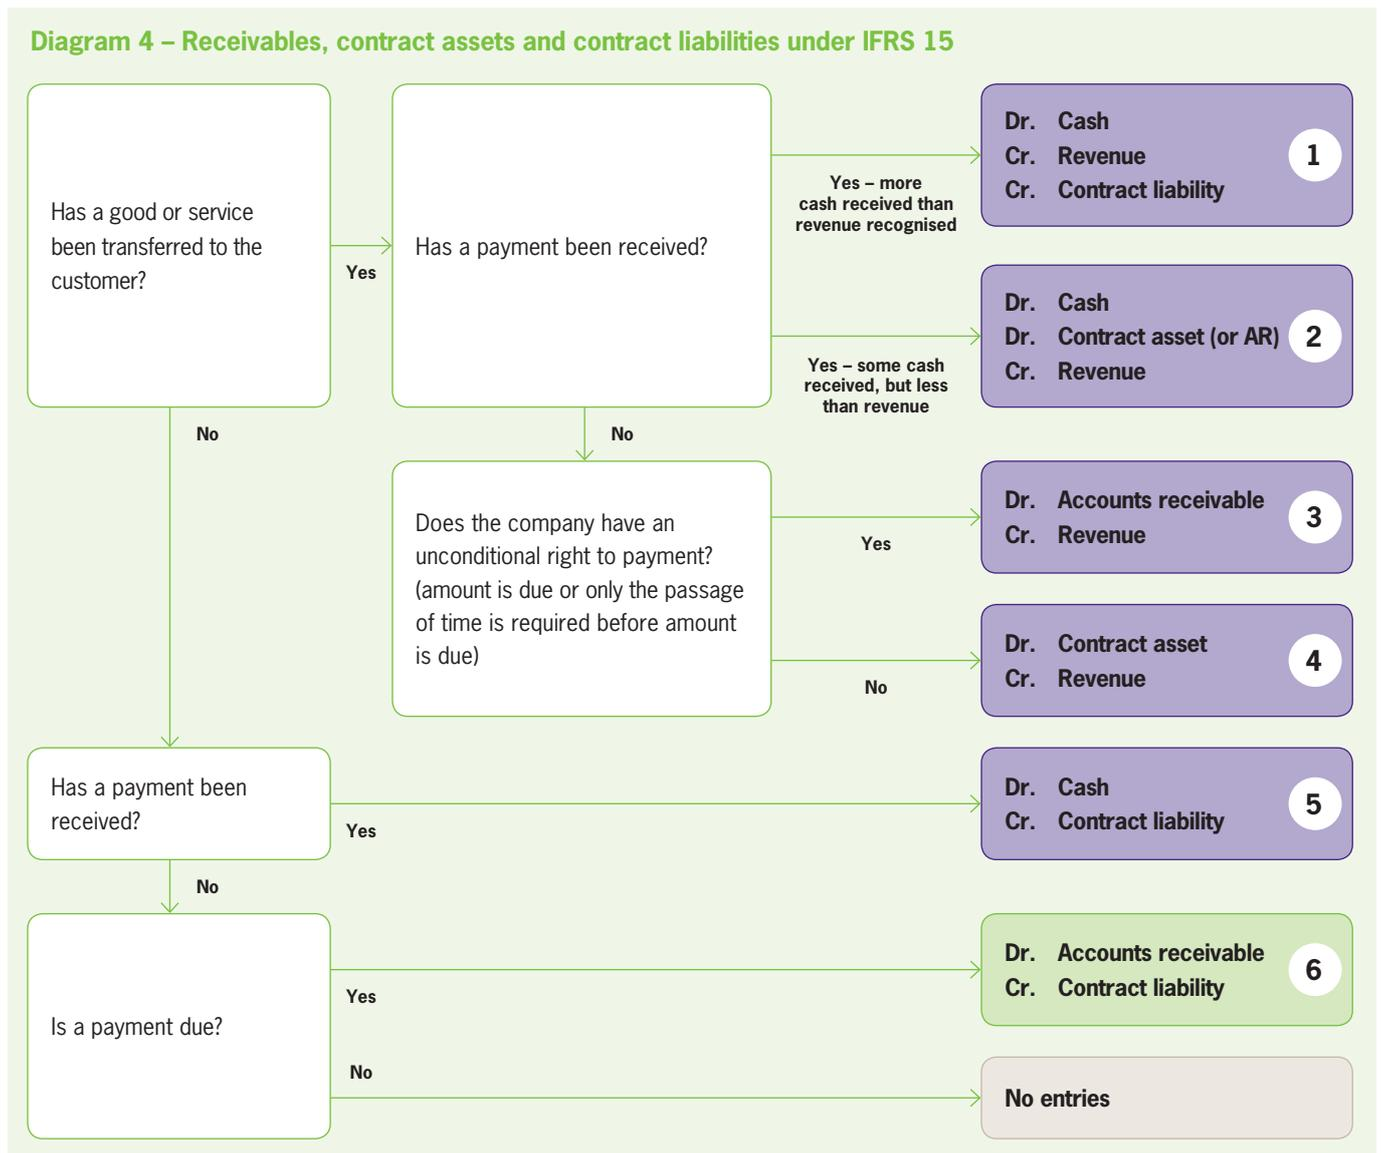 Diagram 4 – Receivables, contract assets and contract liabilities under IFRS 15
Has a good or service
been transferred to the
customer?
Yes
No
Has a payment been received?
Yes – more
cash received than
revenue recognised
Yes – some cash
received, but less
than revenue
No
Dr. Cash
Cr. Revenue
Cr. Contract liability
1
Dr. Cash
Dr. Contract asset (or AR)
Cr. Revenue
2
Does the company have an
unconditional right to payment?
(amount is due or only the passage
of time is required before amount
is due)
Yes
No
Dr. Accounts receivable
Cr. Revenue
3
Dr. Contract asset
Cr. Revenue
4
Has a payment been
received?
Yes
No
Dr. Cash
Cr. Contract liability
5
Is a payment due?
Yes
No
Dr. Accounts receivable
Cr. Contract liability
6
No entries